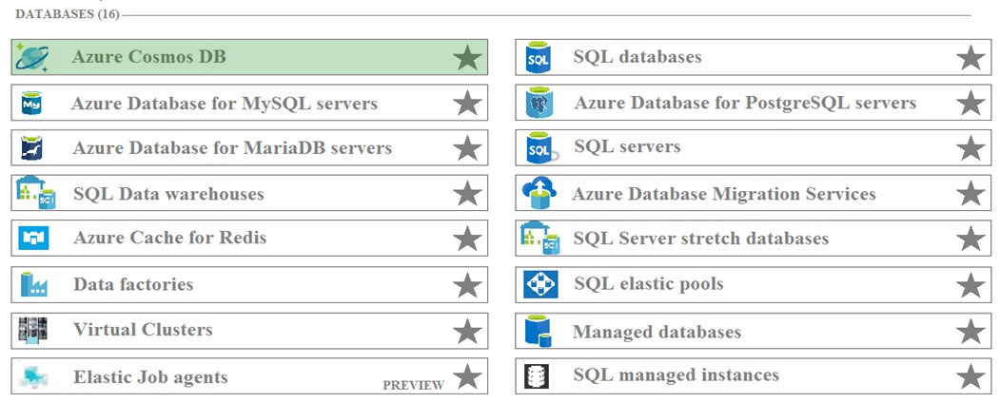 DATABASES (16)
Azure Cosmos DB
SQL databases
Azure Database for MySQL servers
Azure Database for PostgreSQL servers
Azure Database for MariaDB servers
SQL servers
SQL Data warehouses
Azure Database Migration Services
Azure Cache for Redis
SQL Server stretch databases
Data factories
SQL elastic pools
Virtual Clusters
Managed databases
Elastic Job agents PREVIEW
SQL managed instances